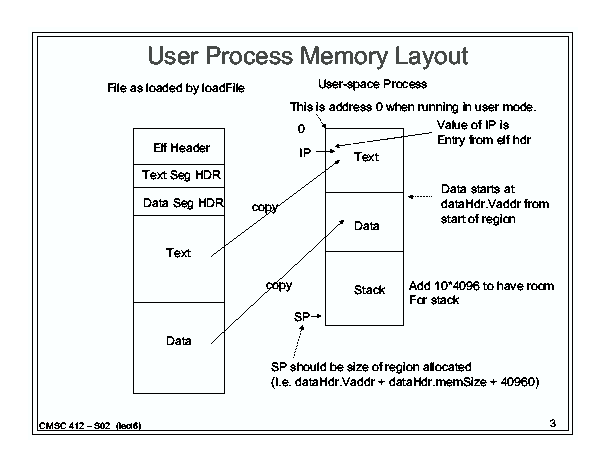 User Process Memory Layout
File as loaded by loadFile
User-space Process
This is address 0 when running in user mode.
0
Value of IP is
Entry from elf hdr
IP
Elf Header
Text
Text Seg HDR
Data Seg HDR
copy
Data starts at
dataHdr.Vaddr from
start of region
Data
Text
copy
Stack
Add 10*4096 to have room
For stack
SP
Data
SP should be size of region allocated
(I.e. dataHdr.Vaddr + dataHdr.memSize + 40960)
CMSC 412 – S02 (lect6)
3